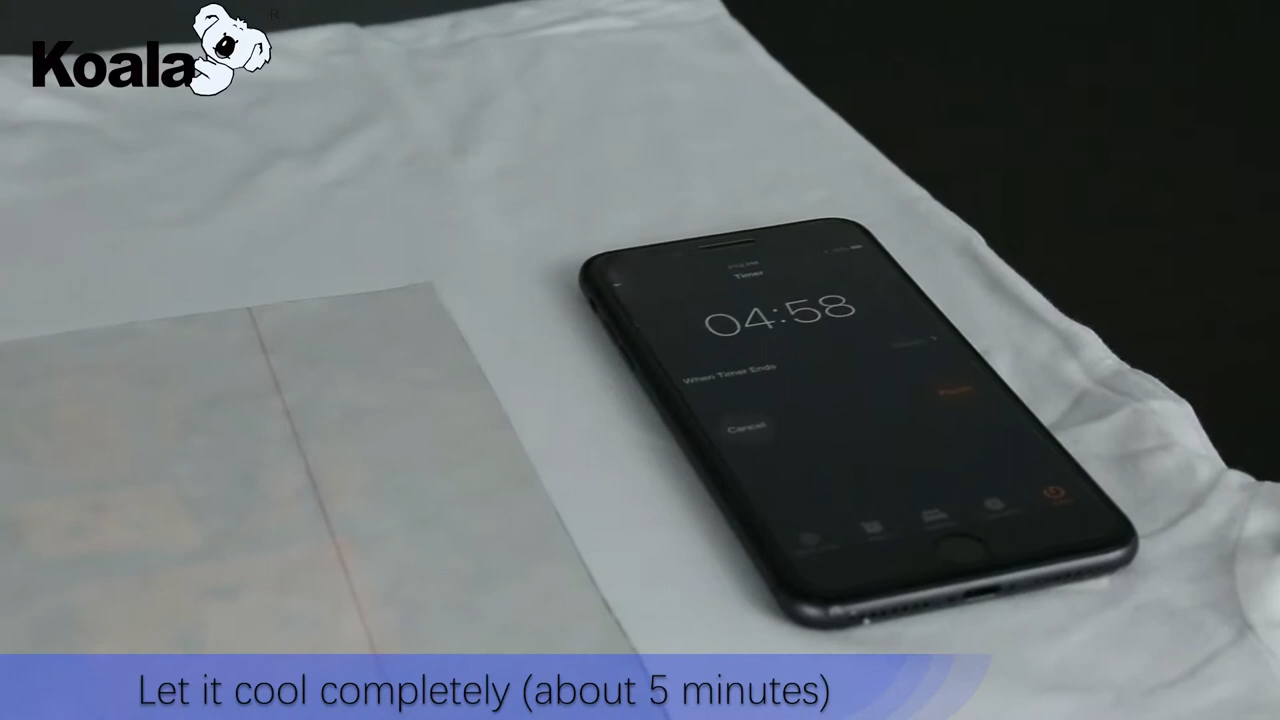 Koala
®
Timer
04:58
When Timer Ends
Cancel
Let it cool completely (about 5 minutes)